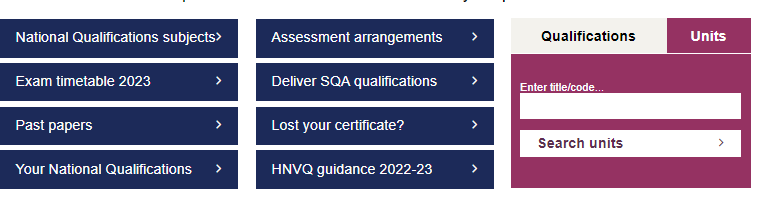 National Qualifications subjects
Exam timetable 2023
Past papers
Your National Qualifications
Assessment arrangements
Deliver SQA qualifications
Lost your certificate?
HNVQ guidance 2022-23
Qualifications
Units
Enter title/code...
Search units